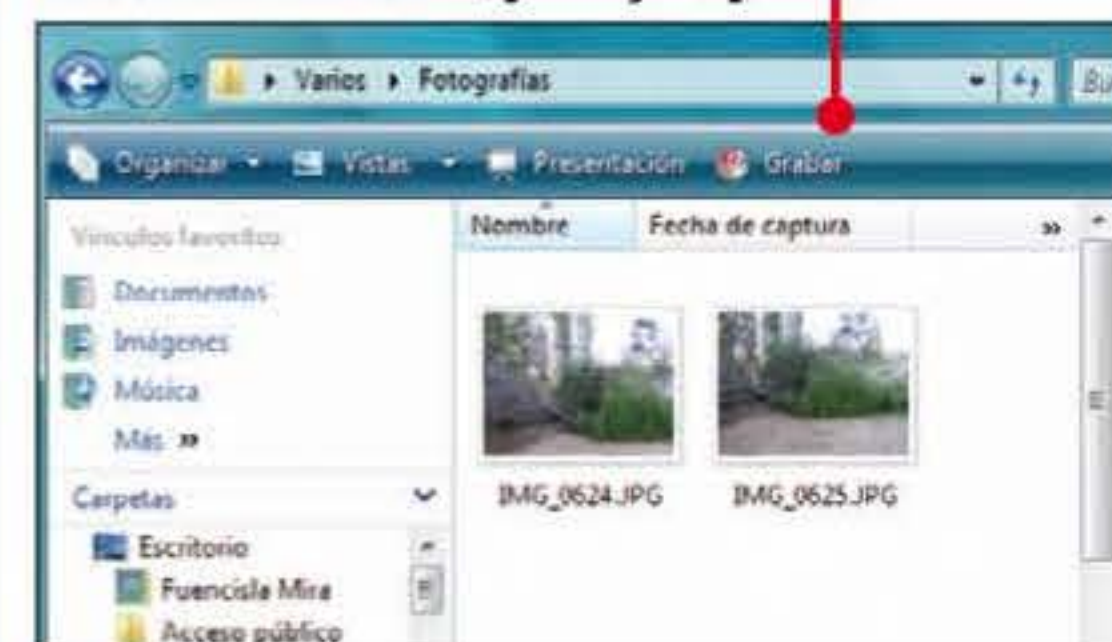 Varios ▸ Fotografías
Organizar Vistas Presentación Grabar
Nombre Fecha de captura »
Vínculos favoritos
Documentos
Imágenes
Música
Más »
IMG_0624.JPG IMG_0625.JPG
Carpetas
Escritorio
Fuencisla Mira
Acceso público